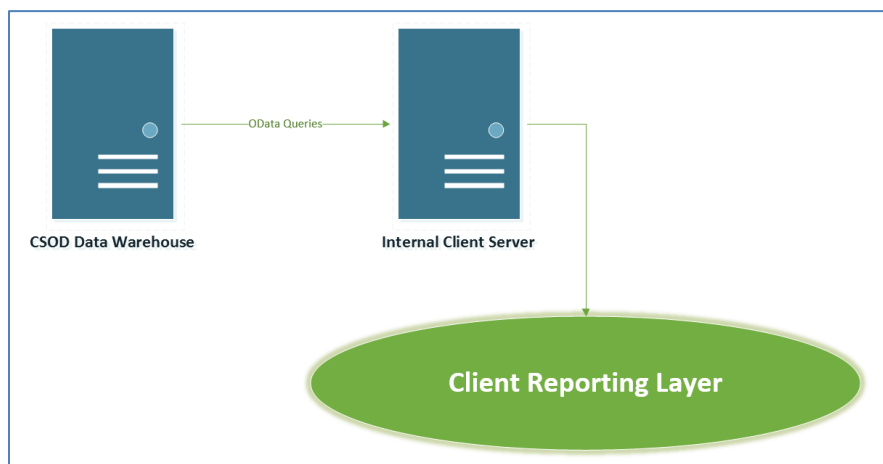 OData Queries
CSOD Data Warehouse
Internal Client Server
Client Reporting Layer